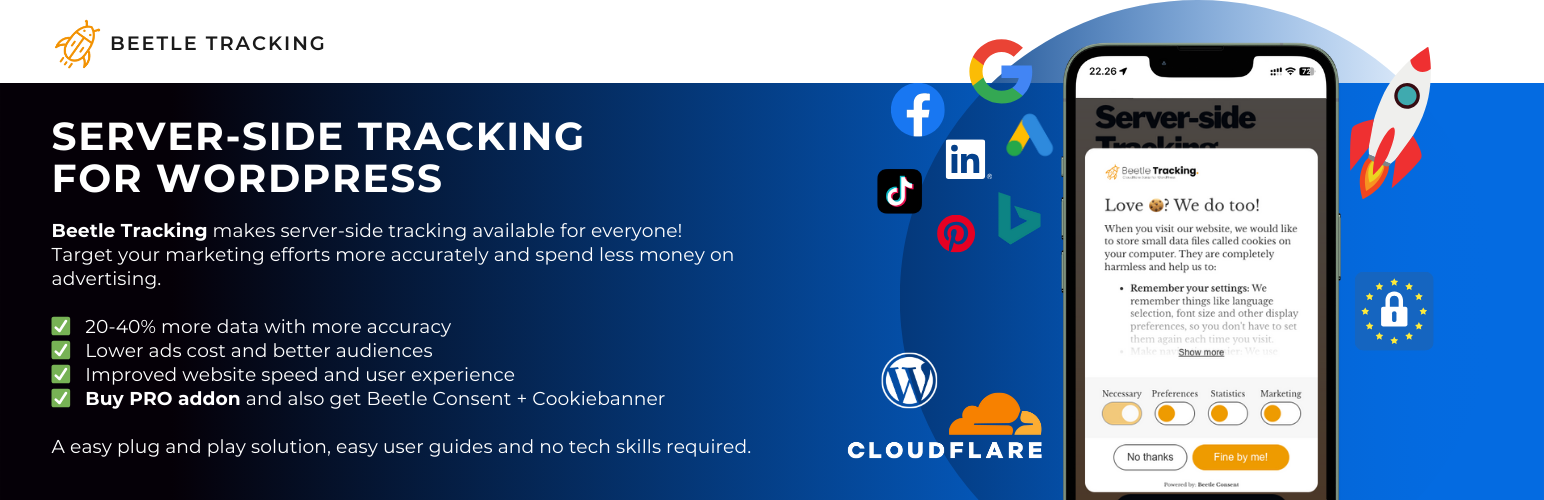 BEETLE TRACKING
SERVER-SIDE TRACKING
FOR WORDPRESS
Beetle Tracking makes server-side tracking available for everyone!
Target your marketing efforts more accurately and spend less money on
advertising.
20-40% more data with more accuracy
Lower ads cost and better audiences
Improved website speed and user experience
Buy PRO addon and also get Beetle Consent + Cookiebanner
A easy plug and play solution, easy user guides and no tech skills required.
in
CLOUDFLARE
22.26
72
Server-side
Tracking
Beetle Tracking.
Love 🍪? We do too!
When you visit our website, we would like
to store small data files called cookies on
your computer. They are completely
harmless and help us to:
• Remember your settings: We
remember things like language
selection, font size and other display
preferences, so you don't have to set
them again each time you visit.
Show more
Necessary Preferences Statistics Marketing
No thanks Fine by me!
Powered by: Beetle Consent